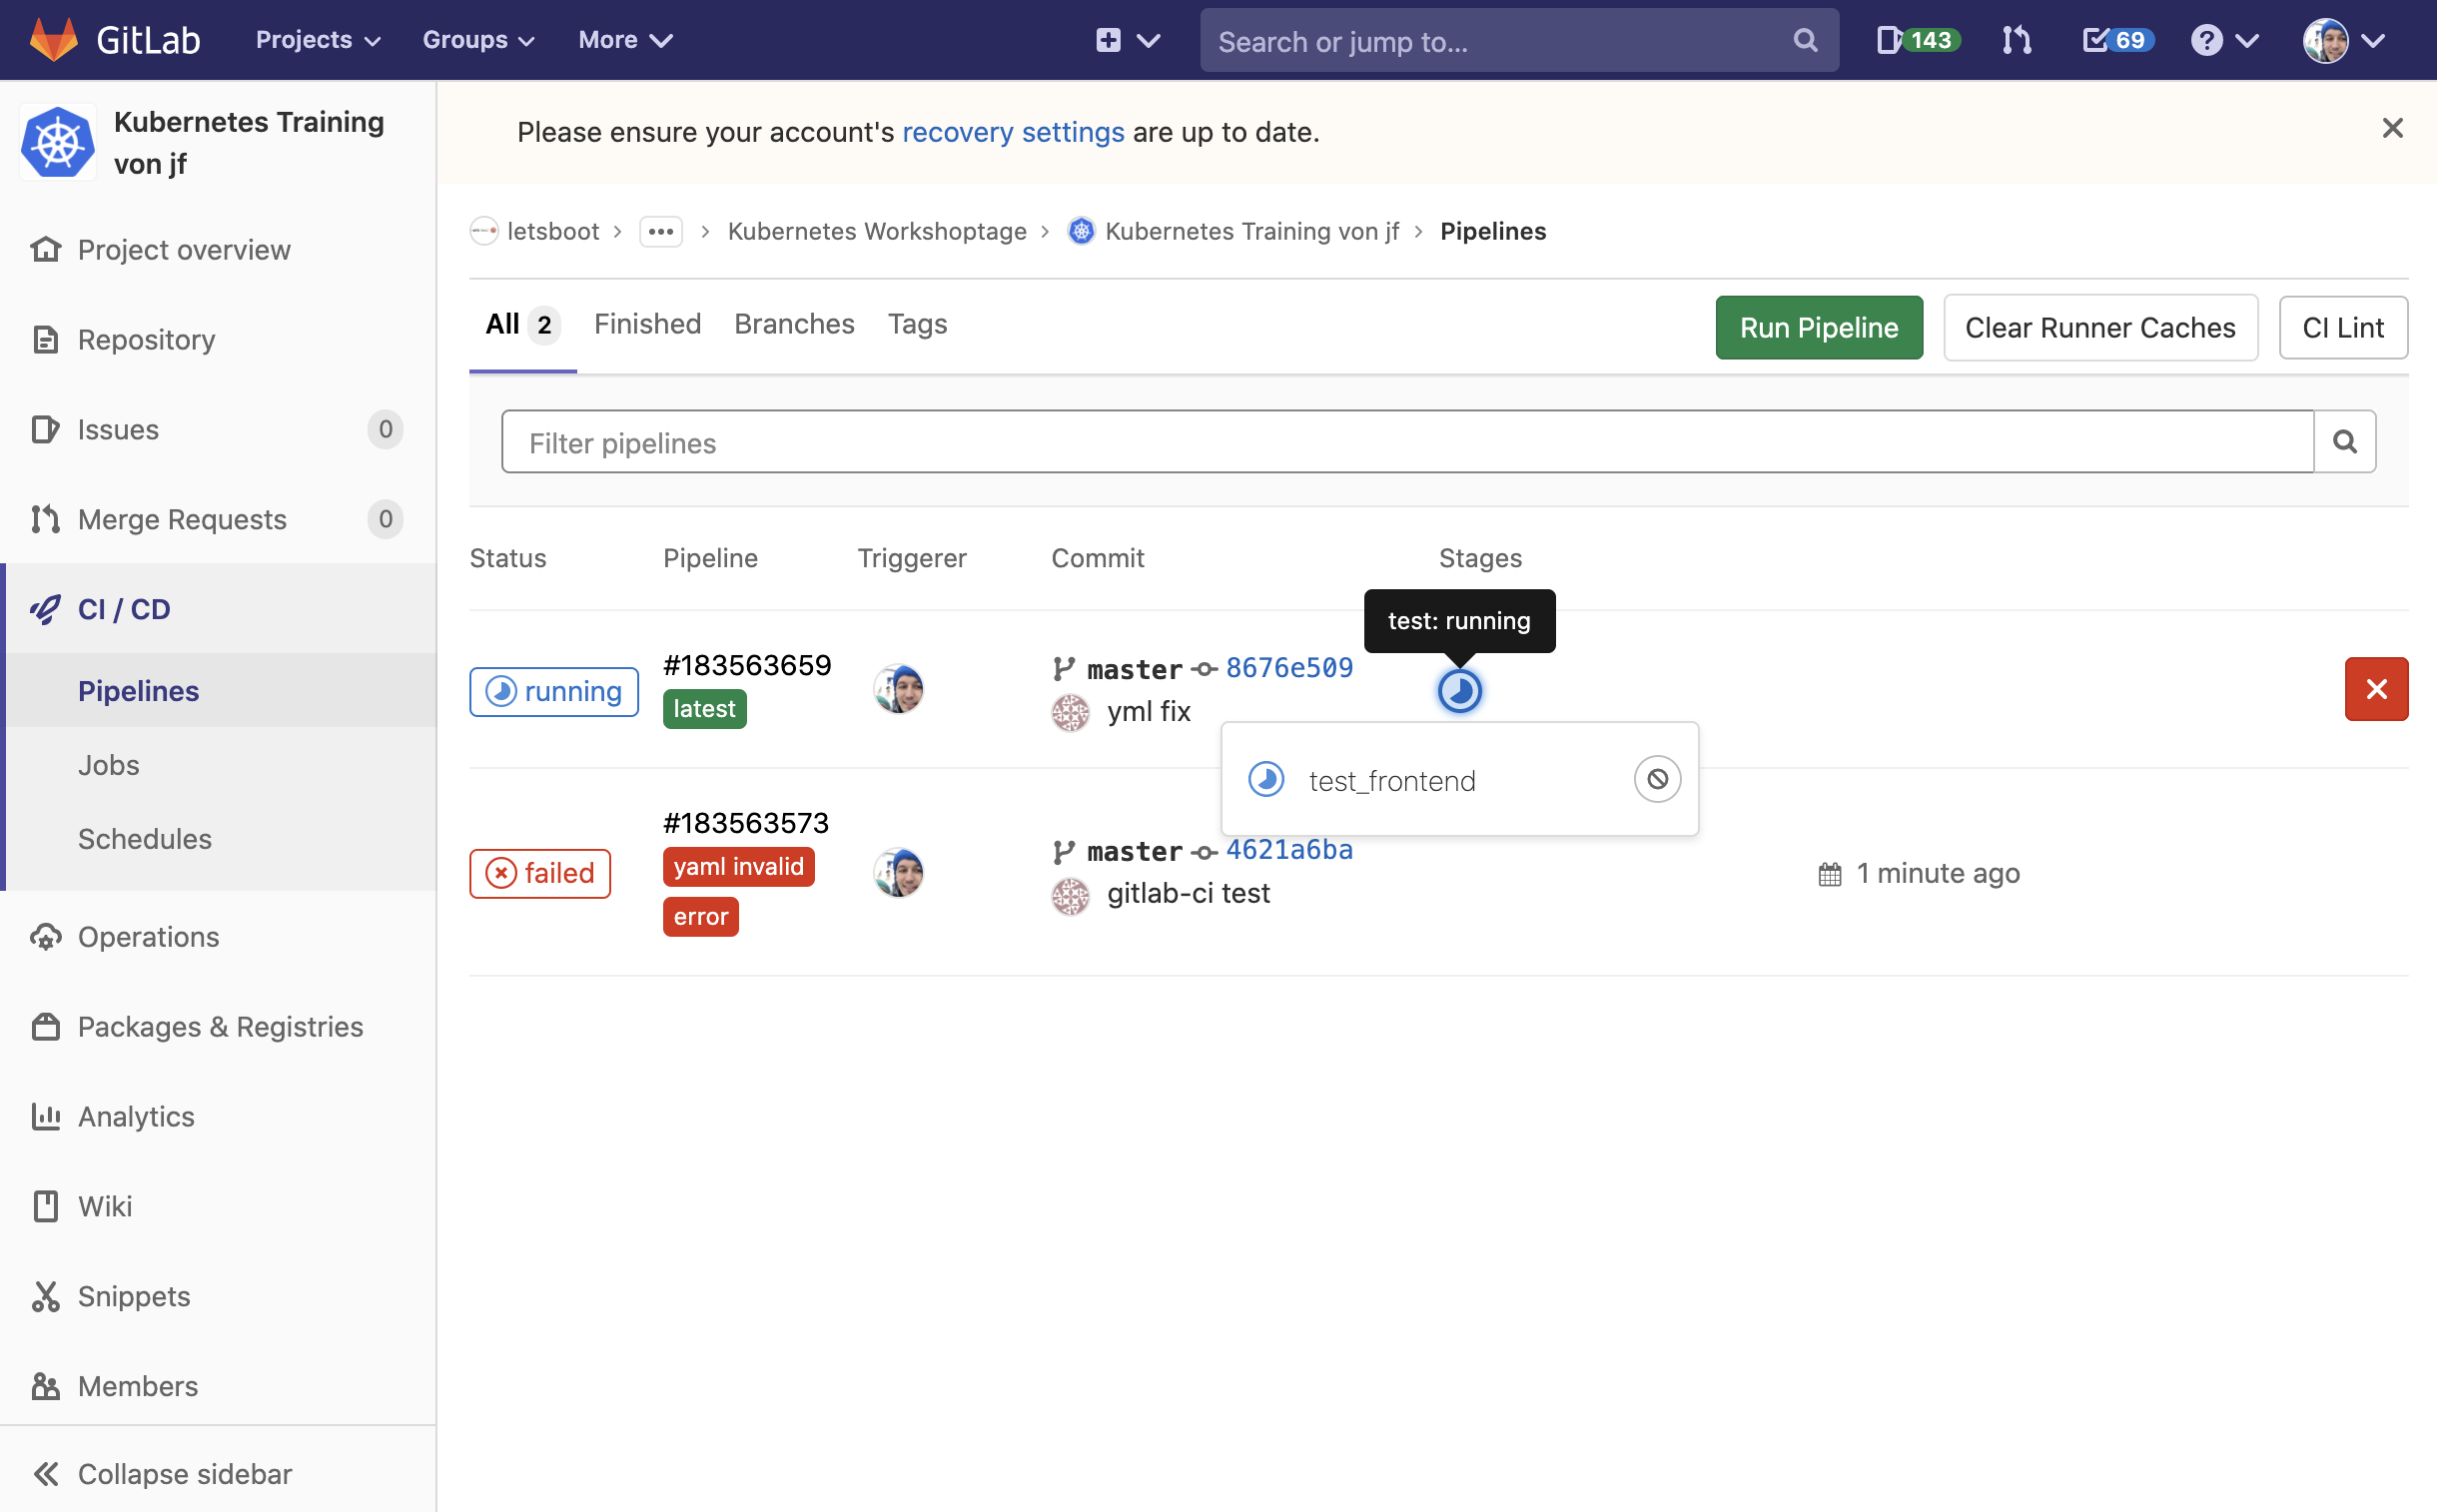 GitLab
Projects
Groups
More
Search or jump to...
143
69
Kubernetes Training
von jf
Project overview
Repository
Issues
0
Merge Requests
0
CI / CD
Pipelines
Jobs
Schedules
Operations
Packages & Registries
Analytics
Wiki
Snippets
Members
Collapse sidebar
Please ensure your account's recovery settings are up to date.
letsboot > ... > Kubernetes Workshoptage > Kubernetes Training von jf > Pipelines
All 2 Finished Branches Tags
Run Pipeline
Clear Runner Caches
CI Lint
Filter pipelines
Status Pipeline Triggerer Commit Stages
test: running
running
#183563659
latest
master 8676e509
yml fix
test_frontend
failed
#183563573
yaml invalid
error
master 4621a6ba
gitlab-ci test
1 minute ago